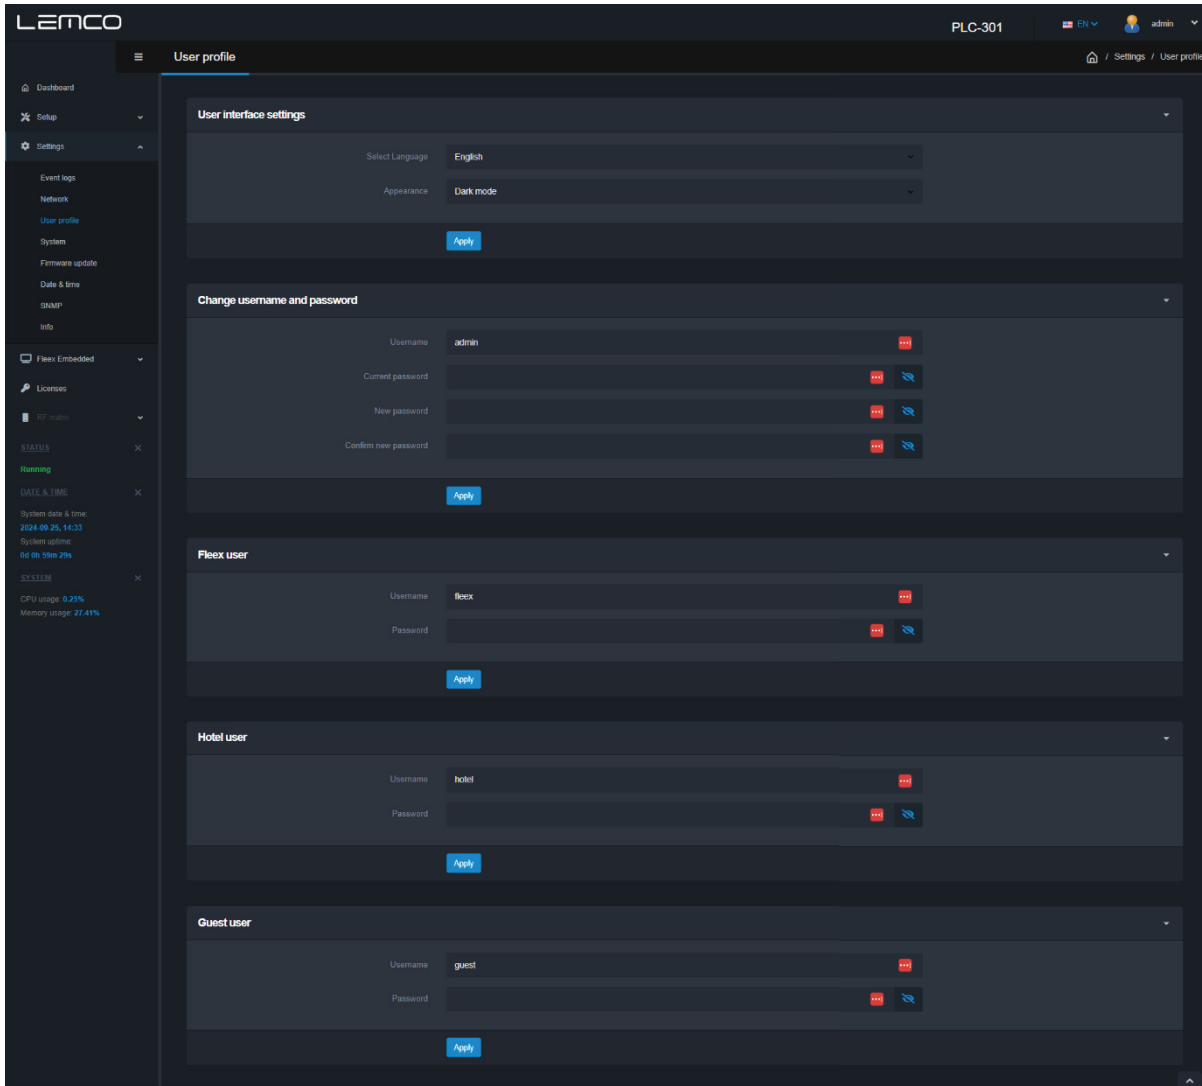 LEMCO
PLC-301
EN
admin
User profile
/ Settings / User profile
Dashboard
Setup
Settings
Event logs
Network
User profile
System
Firmware update
Date & time
SNMP
Info
Fleex Embedded
Licenses
RF matrix
STATUS
Running
DATE & TIME
System date & time:
2024-09-25, 14:33
System uptime:
0d 0h 59m 29s
SYSTEM
CPU usage: 0.25%
Memory usage: 27.41%
User interface settings
Select Language English
Appearance Dark mode
Apply
Change username and password
Username admin
Current password
New password
Confirm new password
Apply
Fleex user
Username fleex
Password
Apply
Hotel user
Username hotel
Password
Apply
Guest user
Username guest
Password
Apply